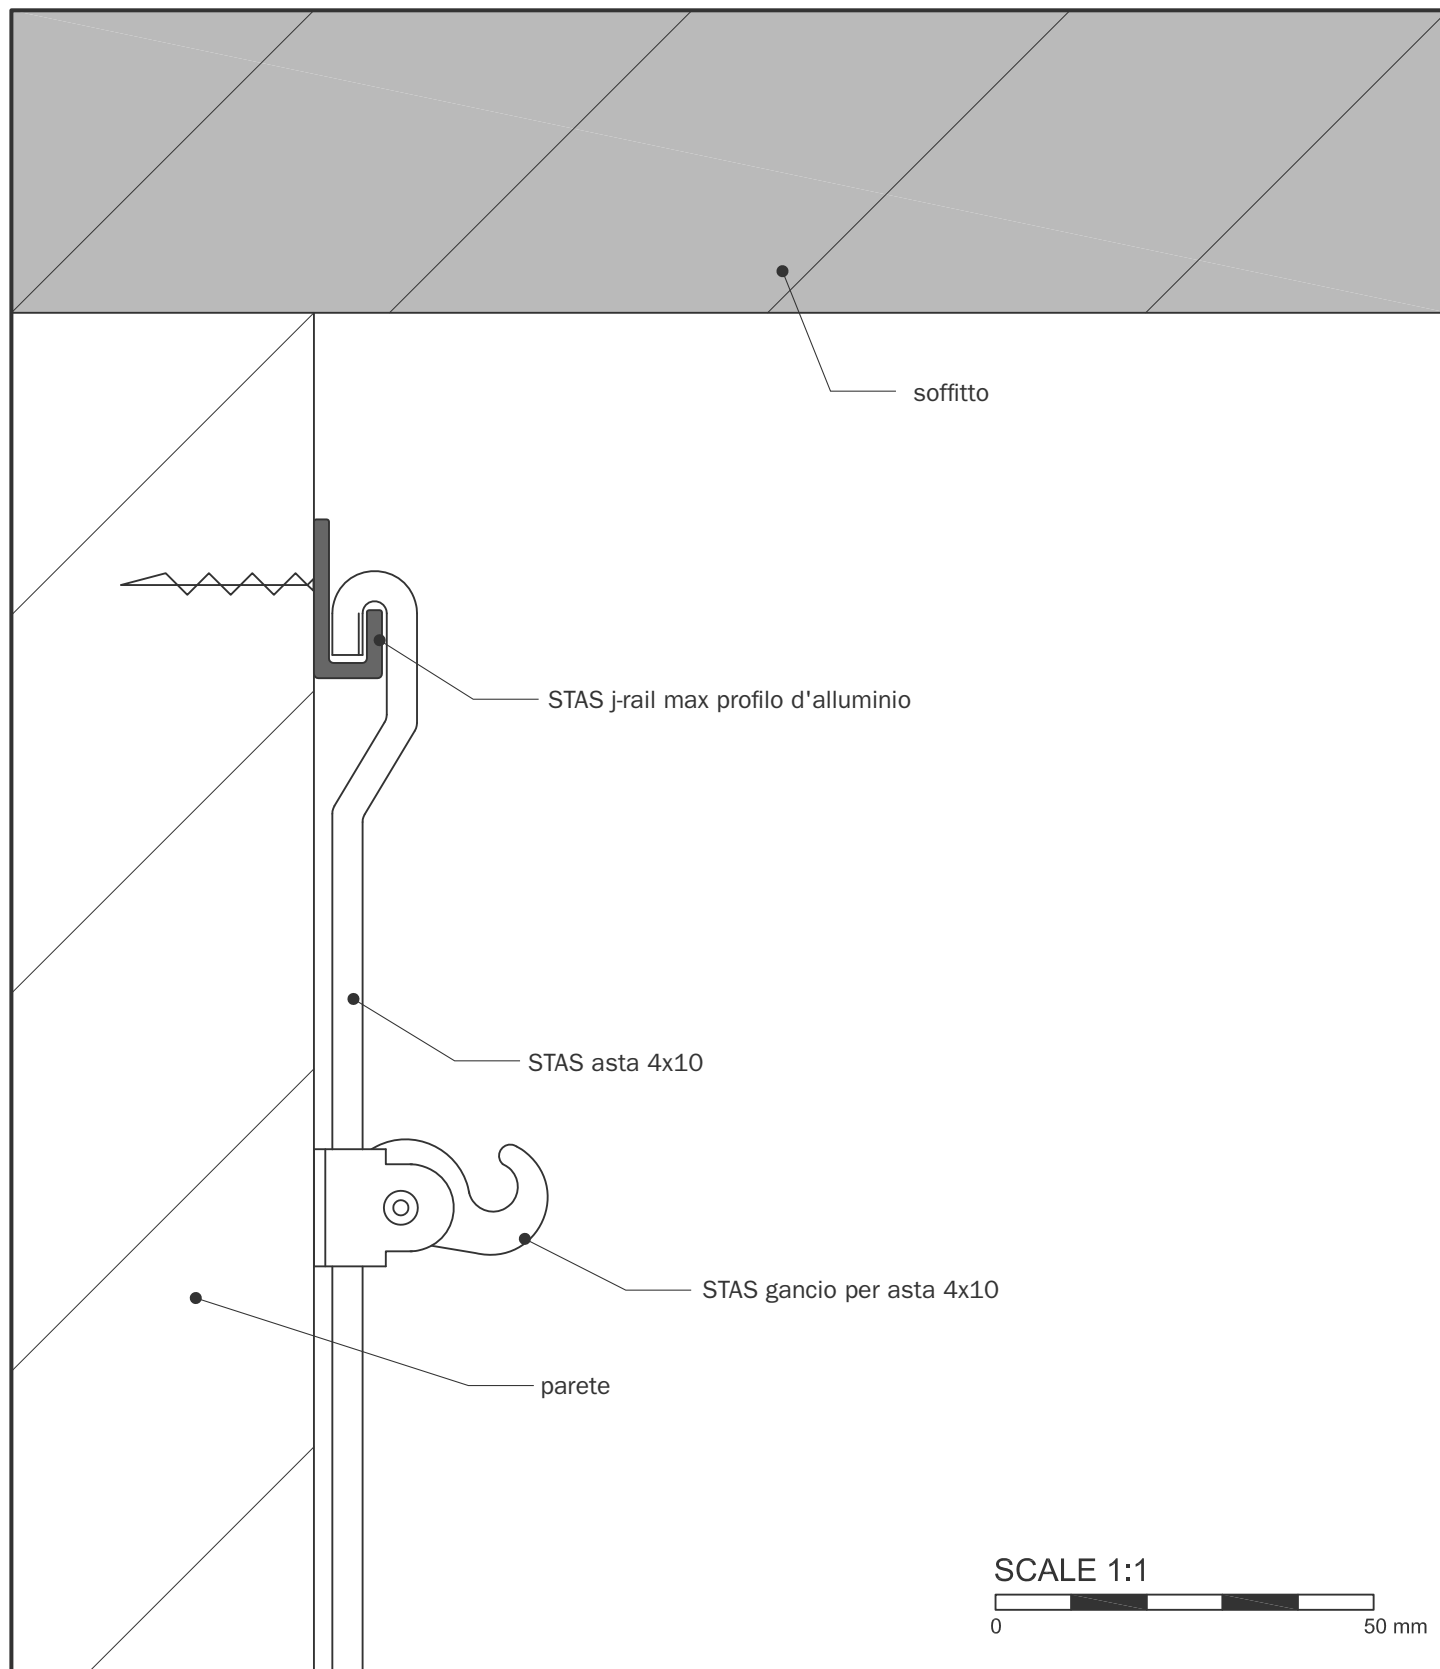 soffitto
STAS j-rail max profilo d'alluminio
STAS asta 4x10
STAS gancio per asta 4x10
parete
SCALE 1:1
0 50 mm